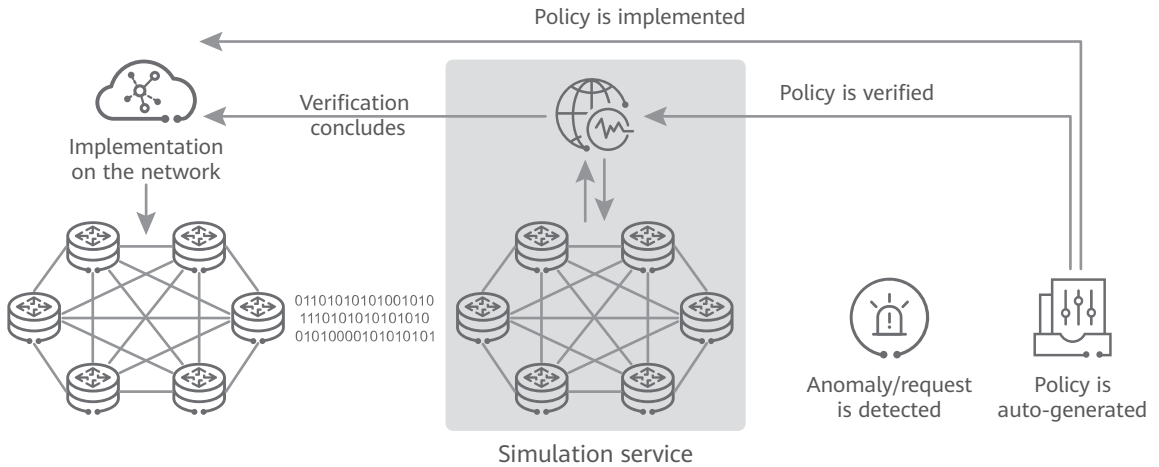 Policy is implemented
Verification
concludes
Policy is verified
Implementation
on the network
01101010101001010
1110101010101010
01010000101010101
Anomaly/request
is detected
Policy is
auto-generated
Simulation service